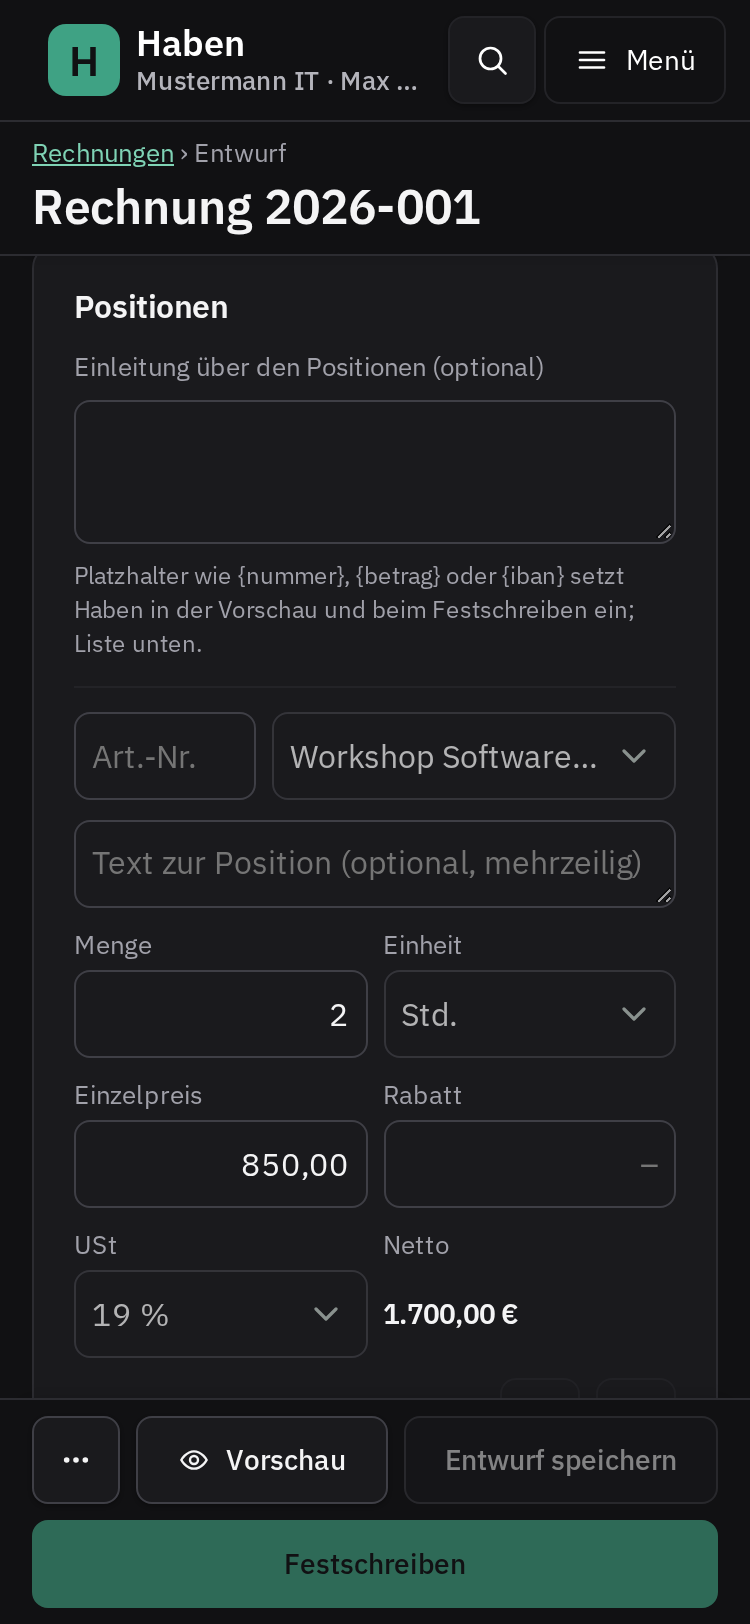 H
Haben
Mustermann IT · Max ...
Menü
Rechnungen › Entwurf
Rechnung 2026-001
Positionen
Einleitung über den Positionen (optional)
Platzhalter wie {nummer}, {betrag} oder {iban} setzt
Haben in der Vorschau und beim Festschreiben ein;
Liste unten.
Art.-Nr.
Workshop Software...
Text zur Position (optional, mehrzeilig)
Menge
Einheit
2
Std.
Einzelpreis
Rabatt
850,00
–
USt
Netto
19 %
1.700,00 €
Vorschau
Entwurf speichern
Festschreiben